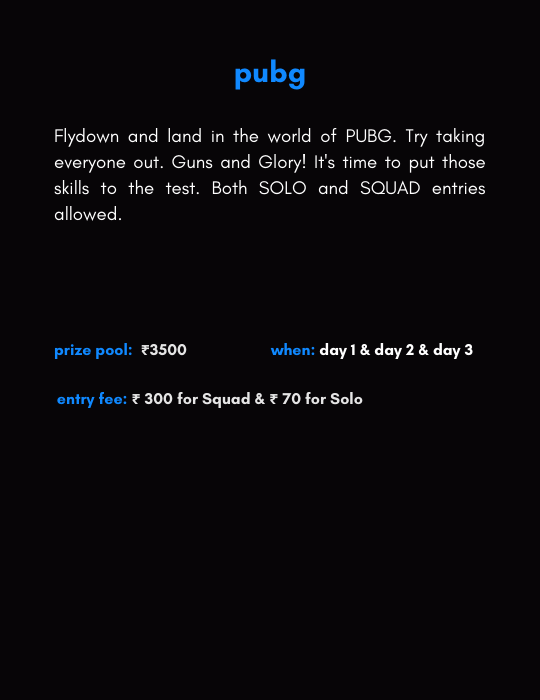 pubg
Flydown and land in the world of PUBG. Try taking
everyone out. Guns and Glory! It's time to put those
skills to the test. Both SOLO and SQUAD entries
allowed.
prize pool: ₹3500 when: day 1 & day 2 & day 3
entry fee: ₹ 300 for Squad & ₹ 70 for Solo